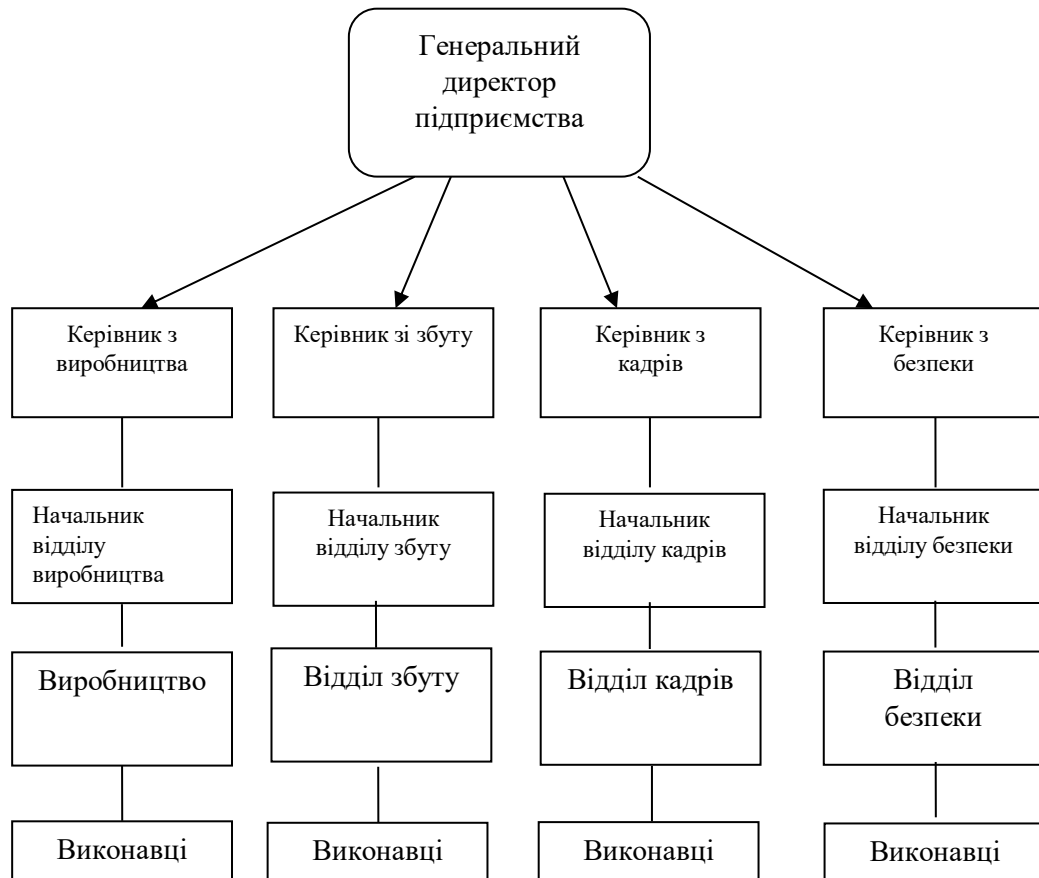 Генеральний
директор
підприємства
Керівник з
виробництва
Керівник зі збуту
Керівник з
кадрів
Керівник з
безпеки
Начальник
відділу
виробництва
Начальник
відділу збуту
Начальник
відділу кадрів
Начальник
відділу безпеки
Виробництво
Відділ збуту
Відділ кадрів
Відділ
безпеки
Виконавці
Виконавці
Виконавці
Виконавці